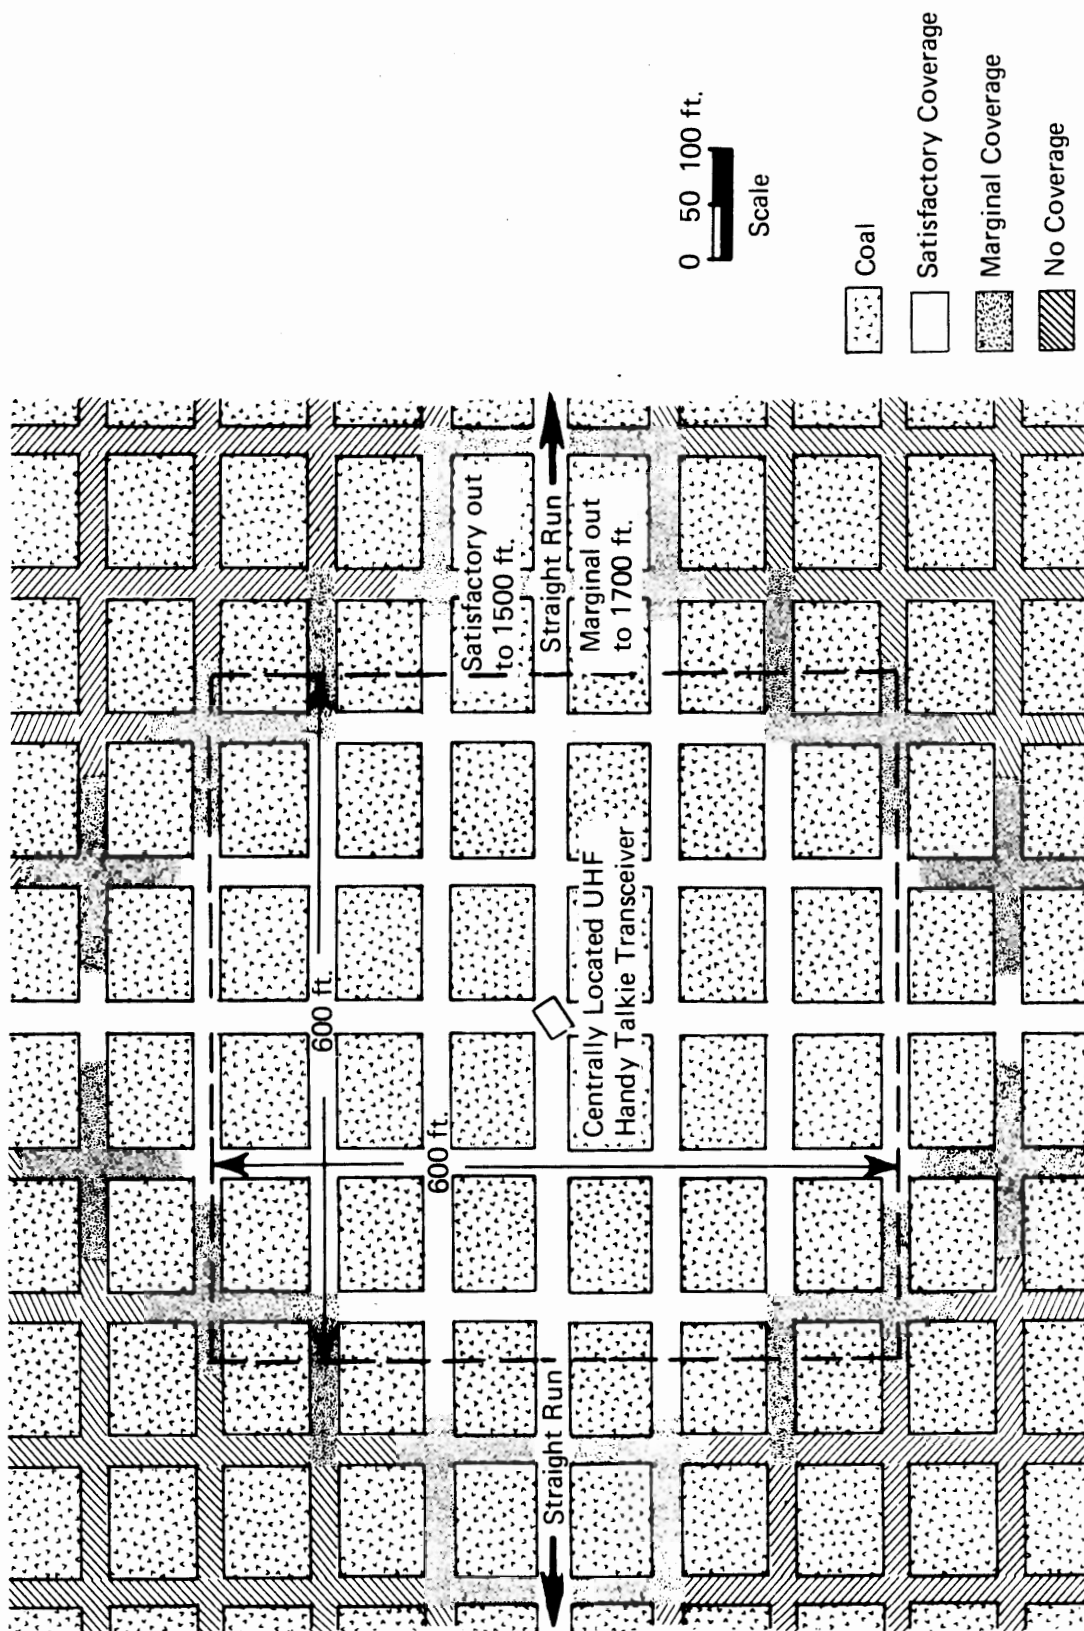 Satisfactory out
to 1500 ft.
Straight Run
Marginal out
to 1700 ft.
600 ft.
600 ft.
Centrally Located UHF
Handy Talkie Transceiver
Straight Run
0 50 100 ft.
Scale
Coal
Satisfactory Coverage
Marginal Coverage
No Coverage